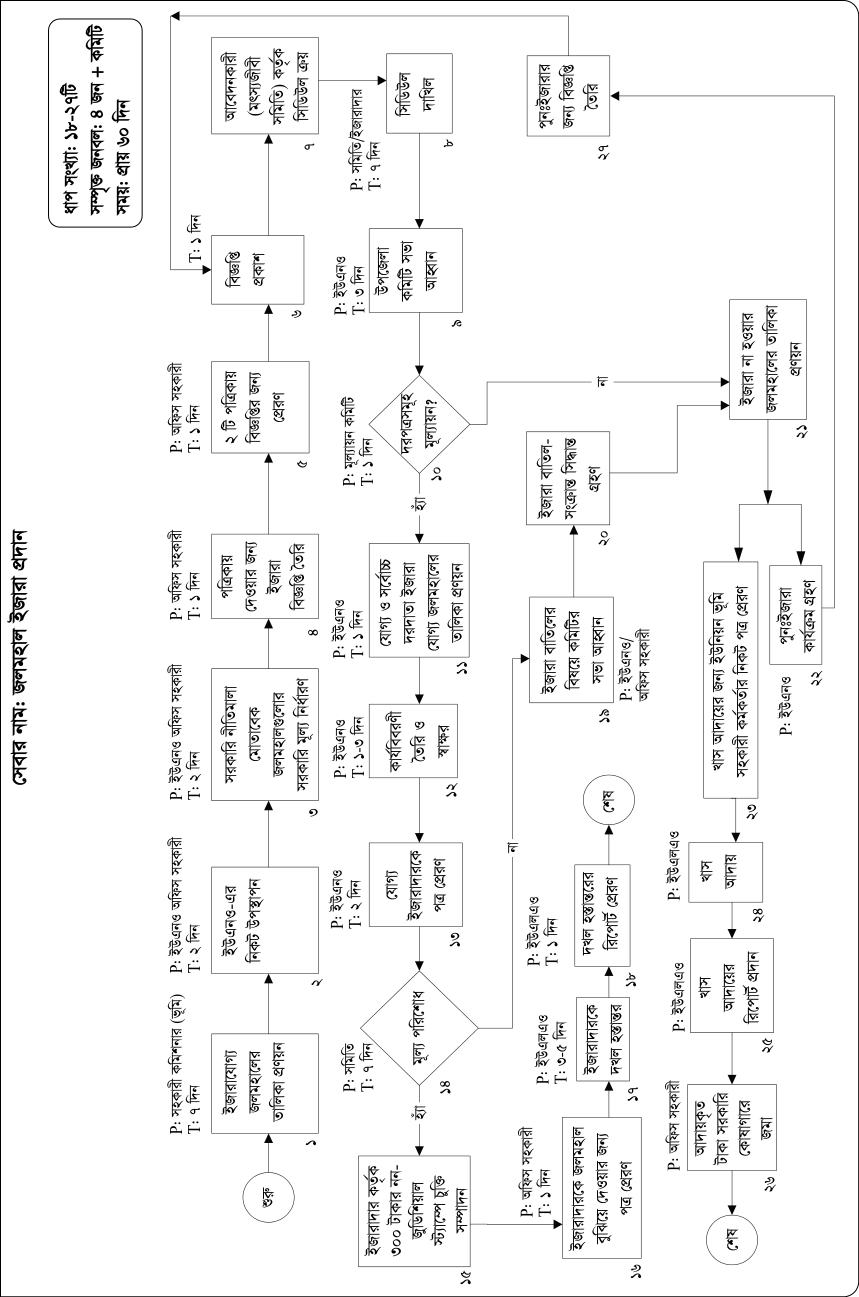 সেবার নাম: জলমহাল ইজারা প্রদান
ধাপ সংখ্যা: ১৮-২৭টি
সম্পৃক্ত জনবল: ৪ জন + কমিটি
সময়: প্রায় ৬০ দিন
শুরু
P: সহকারী কমিশনার (ভূমি)
T: ৭ দিন
ইজারাযোগ্য
জলমহালের
তালিকা প্রণয়ন
১
P: ইউএনও অফিস সহকারী
T: ২ দিন
ইউএনও-এর
নিকট উপস্থাপন
২
P: ইউএনও অফিস সহকারী
T: ২ দিন
সরকারি নীতিমালা
মোতাবেক
জলমহালগুলোর
সরকারি মূল্য নির্ধারণ
৩
P: অফিস সহকারী
T: ১ দিন
পত্রিকায়
দেওয়ার জন্য
ইজারা
বিজ্ঞপ্তি তৈরি
৪
P: অফিস সহকারী
T: ১ দিন
২ টি পত্রিকায়
বিজ্ঞপ্তির জন্য
প্রেরণ
৫
T: ১ দিন
বিজ্ঞপ্তি
প্রকাশ
৬
আবেদনকারী
(মৎস্যজীবী
সমিতি) কর্তৃক
সিডিউল ক্রয়
৭
সিডিউল
দাখিল
৮
P: সমিতি/ইজারাদার
T: ৭ দিন
P: ইউএনও
T: ৩ দিন
উপজেলা
কমিটি সভা
আহ্বান
৯
P: মূল্যায়ন কমিটি
T: ১ দিন
দরপত্রসমূহ
মূল্যায়ন?
১০
হ্যাঁ
না
P: ইউএনও
T: ১ দিন
যোগ্য ও সর্বোচ্চ
দরদাতা ইজারা
যোগ্য জলমহালের
তালিকা প্রণয়ন
১১
P: ইউএনও
T: ১-৩ দিন
কার্যবিবরণী
তৈরি ও
স্বাক্ষর
১২
P: ইউএনও
T: ২ দিন
যোগ্য
ইজারাদারকে
পত্র প্রেরণ
১৩
P: সমিতি
T: ৭ দিন
মূল্য পরিশোধ
১৪
হ্যাঁ
না
ইজারাদার কর্তৃক
৩০০ টাকার নন-
জুডিশিয়াল
স্ট্যাম্পে চুক্তি
সম্পাদন
১৫
P: অফিস সহকারী
T: ১ দিন
ইজারাদারকে জলমহাল
বুঝিয়ে দেওয়ার জন্য
পত্র প্রেরণ
১৬
P: ইউএলএও
T: ৩-৫ দিন
ইজারাদারকে
দখল হস্তান্তর
১৭
P: ইউএলএও
T: ১ দিন
দখল হস্তান্তরের
রিপোর্ট প্রেরণ
১৮
শেষ
ইজারা বাতিলের
বিষয়ে কমিটির
সভা আহ্বান
১৯
P: ইউএনও/
অফিস সহকারী
ইজারা বাতিল-
সংক্রান্ত সিদ্ধান্ত
গ্রহণ
২০
ইজারা না হওয়ার
জলমহালের তালিকা
প্রণয়ন
২১
P: ইউএনও
পুনঃইজারা
কার্যক্রম গ্রহণ
২২
খাস আদায়ের জন্য ইউনিয়ন ভূমি
সহকারী কর্মকর্তার নিকট পত্র প্রেরণ
২৩
P: ইউএলএও
খাস
আদায়
২৪
P: ইউএলএও
খাস
আদায়ের
রিপোর্ট প্রদান
২৫
P: অফিস সহকারী
আদায়কৃত
টাকা সরকারি
কোষাগারে
জমা
২৬
শেষ
পুনঃইজারার
জন্য বিজ্ঞপ্তি
তৈরি
২৭